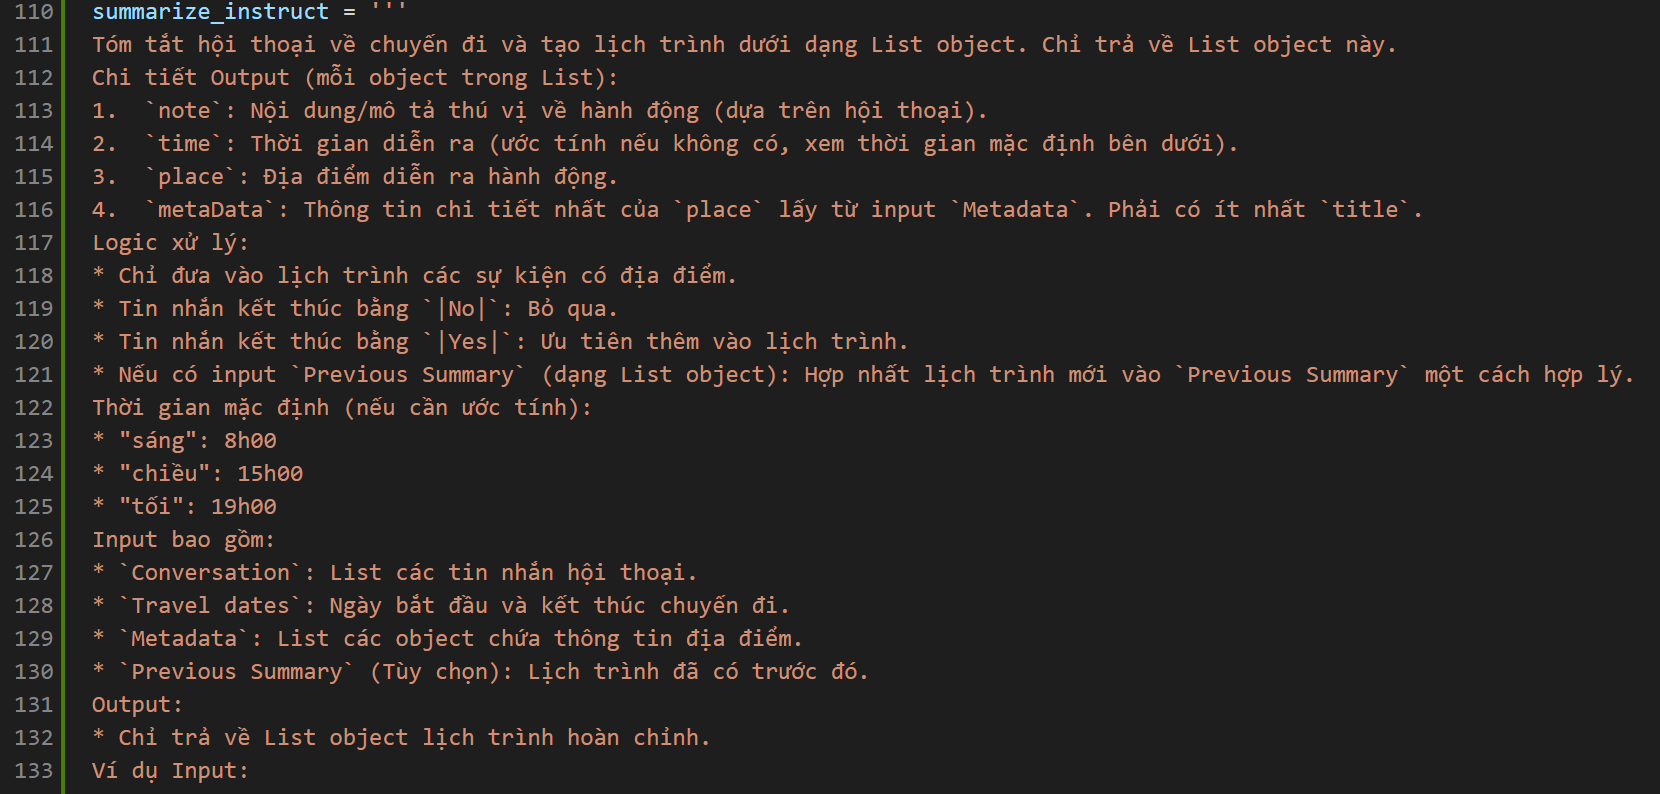 110 summarize_instruct = '''
111 Tóm tắt hội thoại về chuyến đi và tạo lịch trình dưới dạng List object. Chỉ trả về List object này.
112 Chi tiết Output (mỗi object trong List):
113 1.  `note`: Nội dung/mô tả thú vị về hành động (dựa trên hội thoại).
114 2.  `time`: Thời gian diễn ra (ước tính nếu không có, xem thời gian mặc định bên dưới).
115 3.  `place`: Địa điểm diễn ra hành động.
116 4.  `metaData`: Thông tin chi tiết nhất của `place` lấy từ input `Metadata`. Phải có ít nhất `title`.
117 Logic xử lý:
118 * Chỉ đưa vào lịch trình các sự kiện có địa điểm.
119 * Tin nhắn kết thúc bằng `|No|`: Bỏ qua.
120 * Tin nhắn kết thúc bằng `|Yes|`: Ưu tiên thêm vào lịch trình.
121 * Nếu có input `Previous Summary` (dạng List object): Hợp nhất lịch trình mới vào `Previous Summary` một cách hợp lý.
122 Thời gian mặc định (nếu cần ước tính):
123 * "sáng": 8h00
124 * "chiều": 15h00
125 * "tối": 19h00
126 Input bao gồm:
127 * `Conversation`: List các tin nhắn hội thoại.
128 * `Travel dates`: Ngày bắt đầu và kết thúc chuyến đi.
129 * `Metadata`: List các object chứa thông tin địa điểm.
130 * `Previous Summary` (Tùy chọn): Lịch trình đã có trước đó.
131 Output:
132 * Chỉ trả về List object lịch trình hoàn chỉnh.
133 Ví dụ Input: